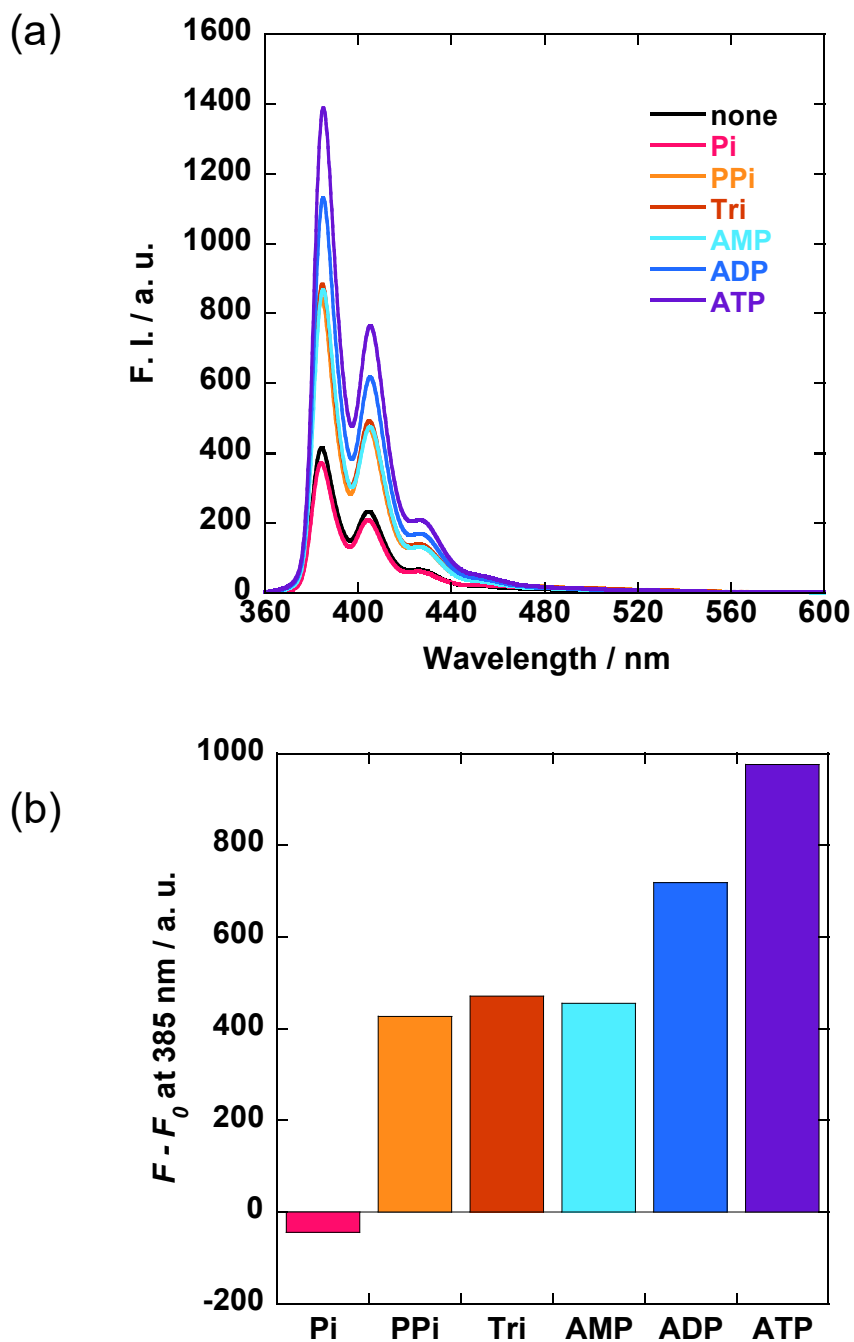 (a)
1600
1400
1200
1000
800
600
400
200
0
none
Pi
PPi
Tri
AMP
ADP
ATP
F. I. / a. u.
360 400 440 480 520 560 600
Wavelength / nm
(b)
1000
800
600
400
200
0
-200
F - F0 at 385 nm / a. u.
Pi PPi Tri AMP ADP ATP